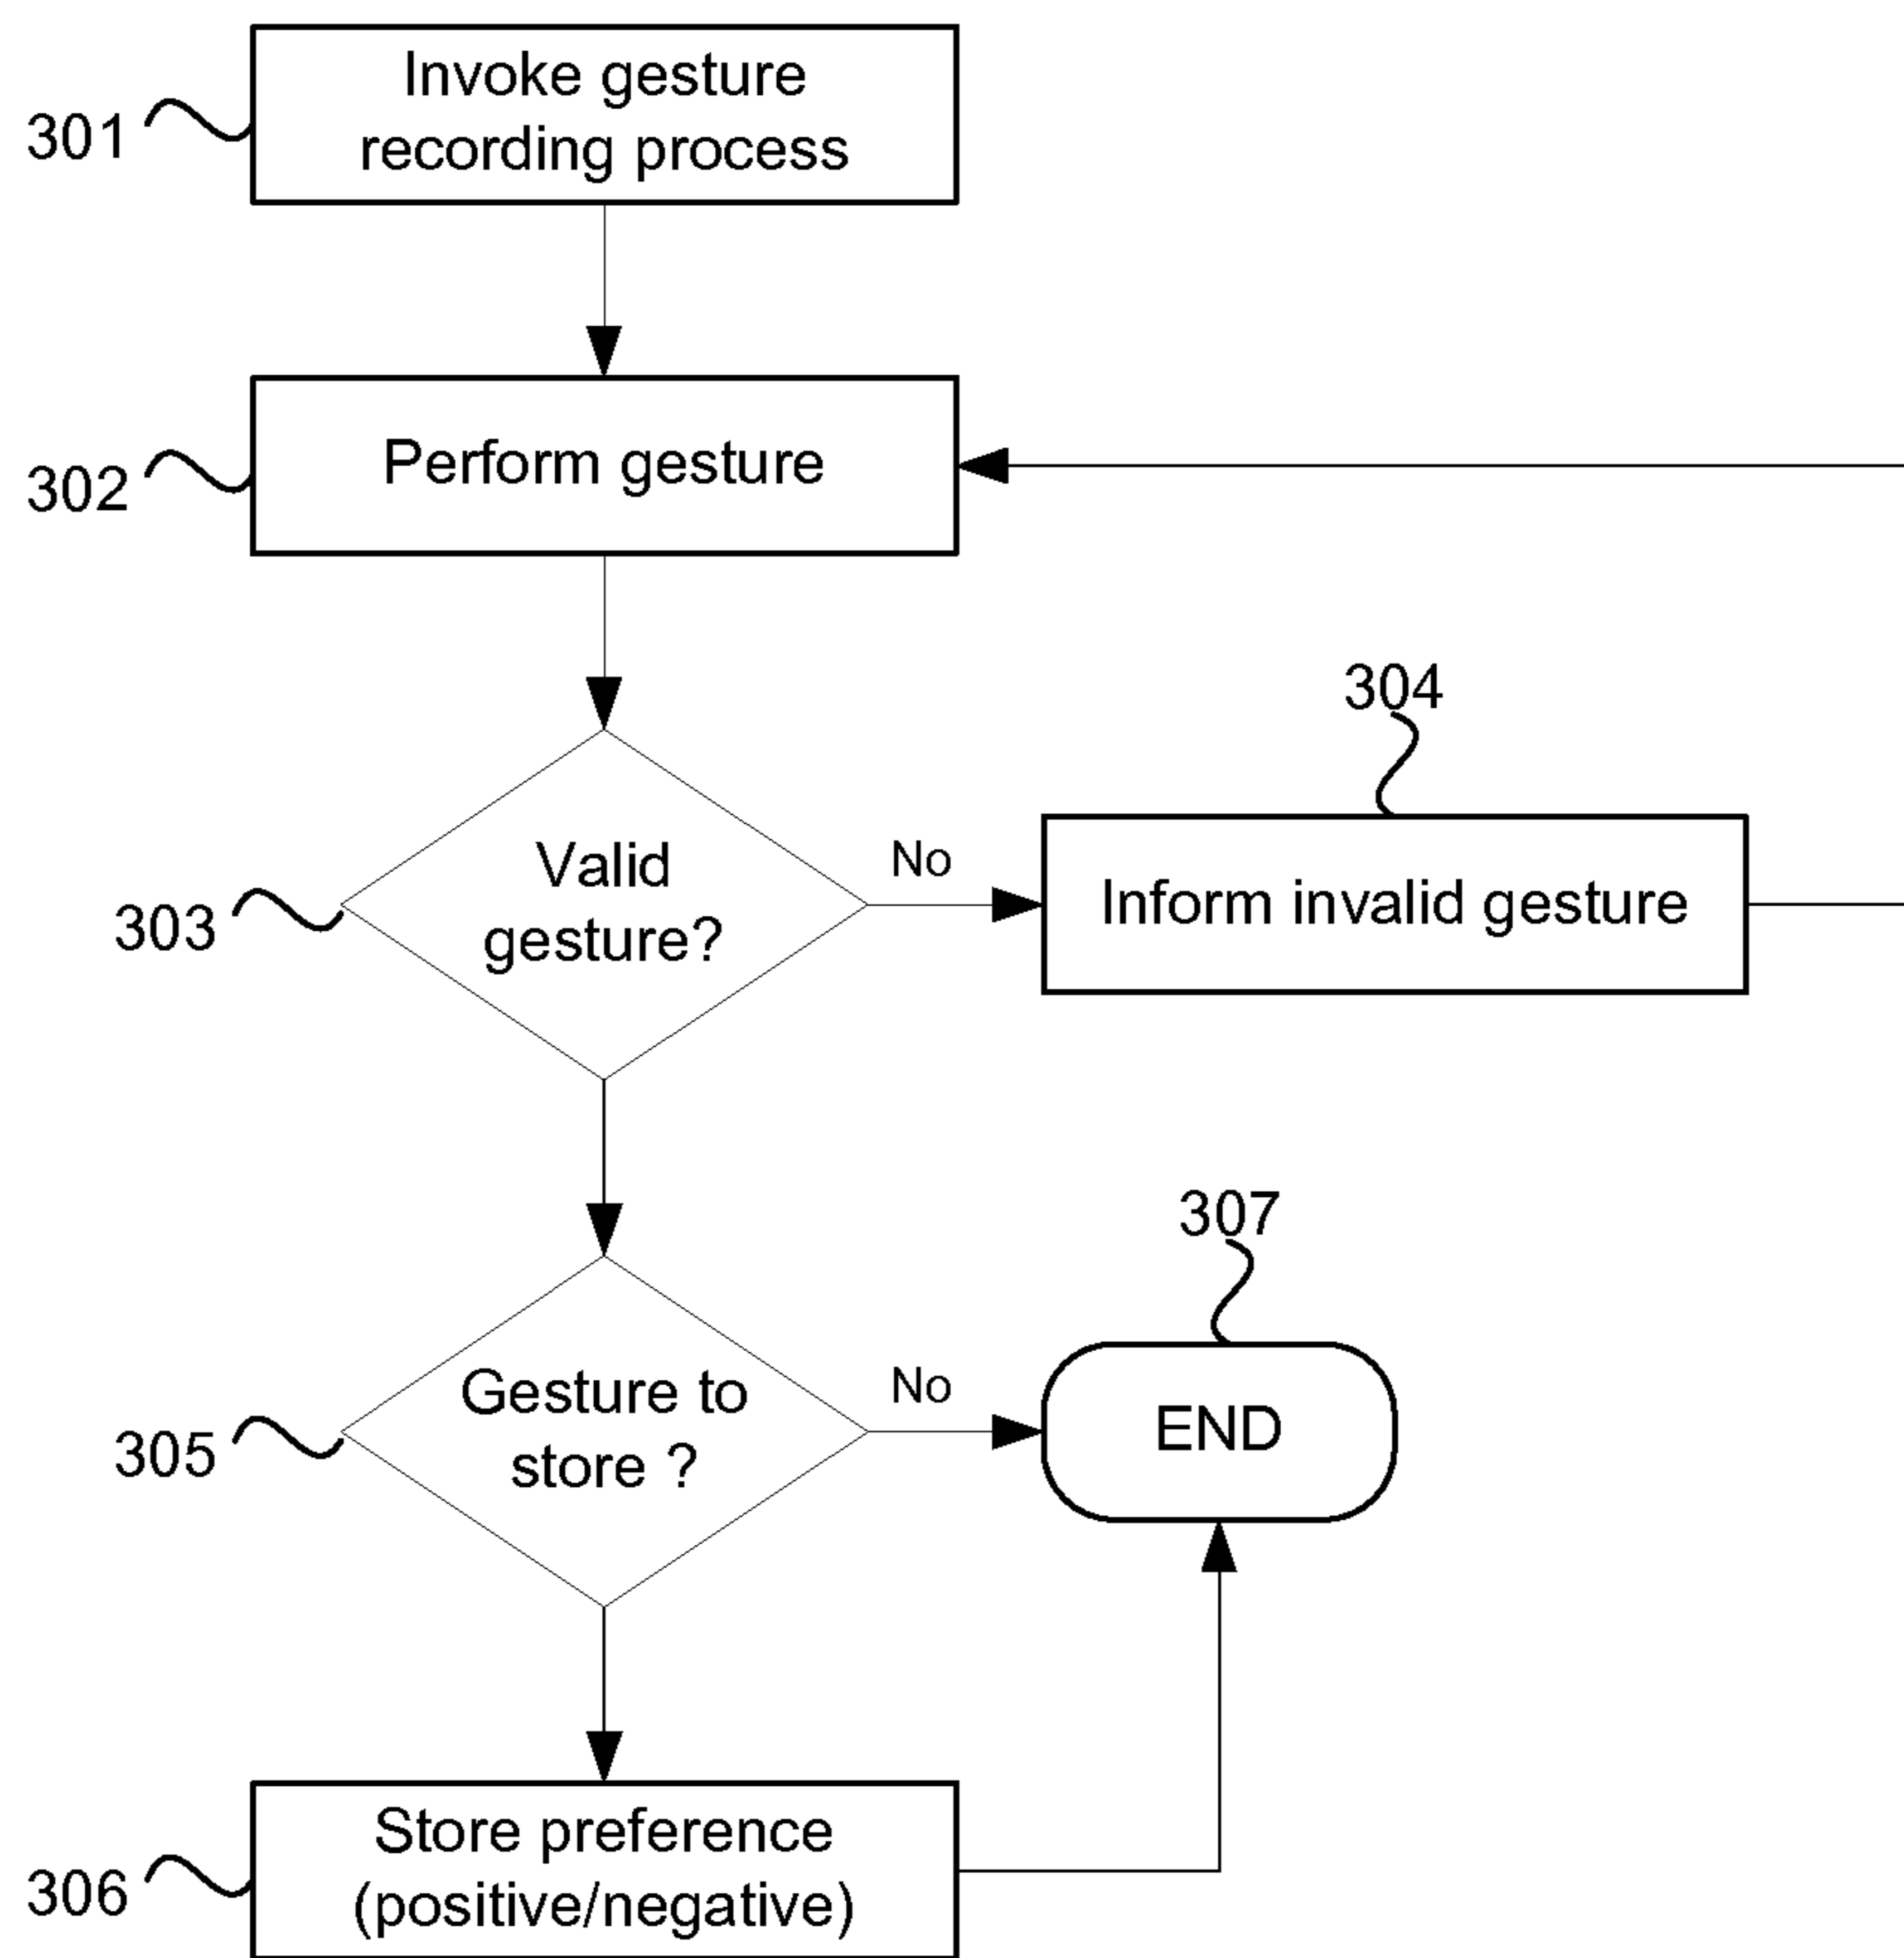 Invoke gesture
recording process
301
Perform gesture
302
304
Valid
gesture?
No
Inform invalid gesture
303
307
Gesture to
store ?
No
END
305
Store preference
(positive/negative)
306